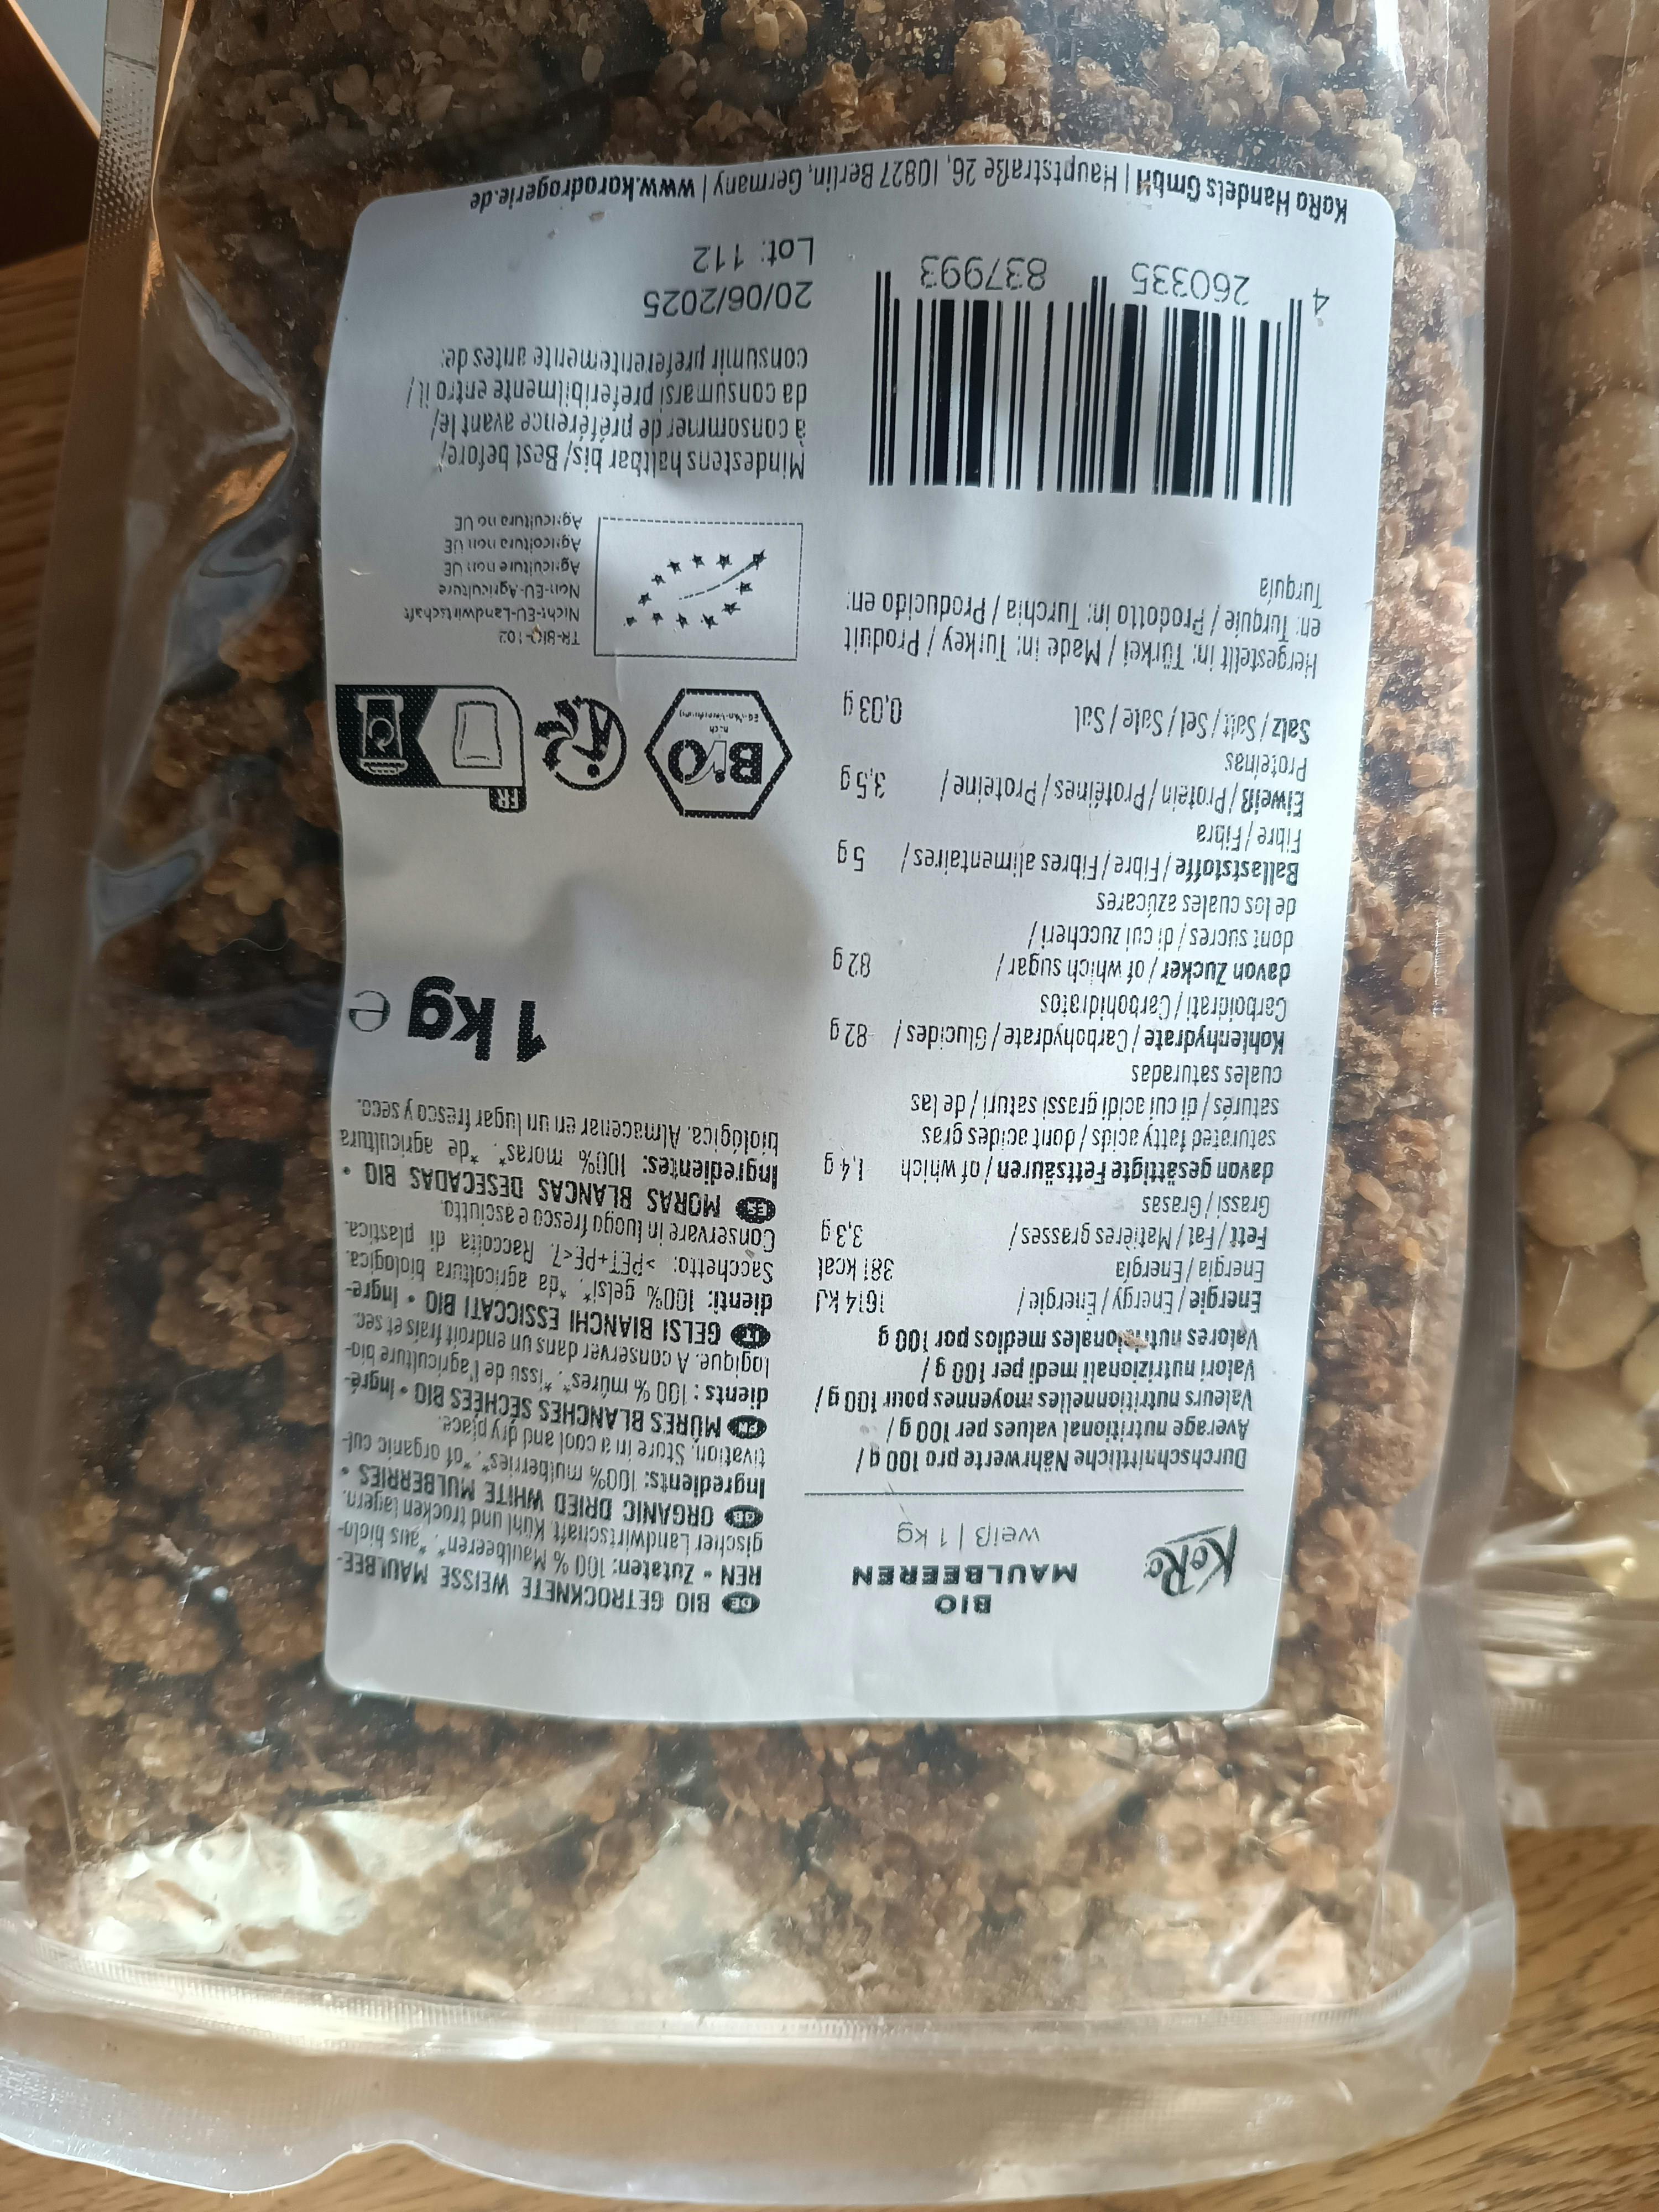 KoRo
BIO
MAULBEEREN
weiß | 1 kg
Durchschnittliche Nährwerte pro 100 g /
Average nutritional values per 100 g /
Valeurs nutritionnelles moyennes pour 100 g /
Valori nutrizionali medi per 100 g /
Valores nutricionales medios por 100 g
Energie / Energy / Énergie / 1614 kJ
Energia / Energía 381 kcal
Fett / Fat / Matières grasses / 3,3 g
Grassi / Grasas
davon gesättigte Fettsäuren / of which 1,4 g
saturated fatty acids / dont acides gras
saturés / di cui acidi grassi saturi / de las
cuales saturadas
Kohlenhydrate / Carbohydrate / Glucides / 82 g
Carboidrati / Carbohidratos
davon Zucker / of which sugar / 82 g
dont sucres / di cui zuccheri /
de los cuales azúcares
Ballaststoffe / Fibre / Fibres alimentaires / 5 g
Fibre / Fibra
Eiweiß / Protein / Protéines / Proteine / 3,5 g
Proteínas
Salz / Salt / Sel / Sale / Sal 0,03 g
Hergestellt in: Türkei / Made in: Turkey / Produit
en: Turquie / Prodotto in: Turchia / Producido en:
Turquía
4 260335 837993
DE BIO GETROCKNETE WEISSE MAULBEE-
REN • Zutaten: 100 % Maulbeeren*. *aus biolo-
gischer Landwirtschaft. Kühl und trocken lagern.
GB ORGANIC DRIED WHITE MULBERRIES •
Ingredients: 100% mulberries*. *of organic cul-
tivation. Store in a cool and dry place.
FR MÛRES BLANCHES SÉCHÉES BIO • Ingré-
dients : 100 % mûres*. *issu de l'agriculture bio-
logique. A conserver dans un endroit frais et sec.
IT GELSI BIANCHI ESSICCATI BIO • Ingre-
dienti: 100% gelsi*. *da agricoltura biologica.
Sacchetto: >PET+PE<7. Raccolta di plastica.
Conservare in luogo fresco e asciutto.
ES MORAS BLANCAS DESECADAS BIO •
Ingredientes: 100% moras*. *de agricultura
biológica. Almacenar en un lugar fresco y seco.
1 kg e
Bio
nach
EG-Öko-Verordnung
FR
TR-BIO-102
Nicht-EU-Landwirtschaft
Non-EU-Agriculture
Agriculture non UE
Agricoltura non UE
Agricultura no UE
Mindestens haltbar bis/ Best before/
à consommer de préférence avant le/
da consumarsi preferibilmente entro il /
consumir preferentemente antes de:
20/06/2025
Lot: 112
KoRo Handels GmbH | Hauptstraße 26, 10827 Berlin, Germany | www.korodrogerie.de